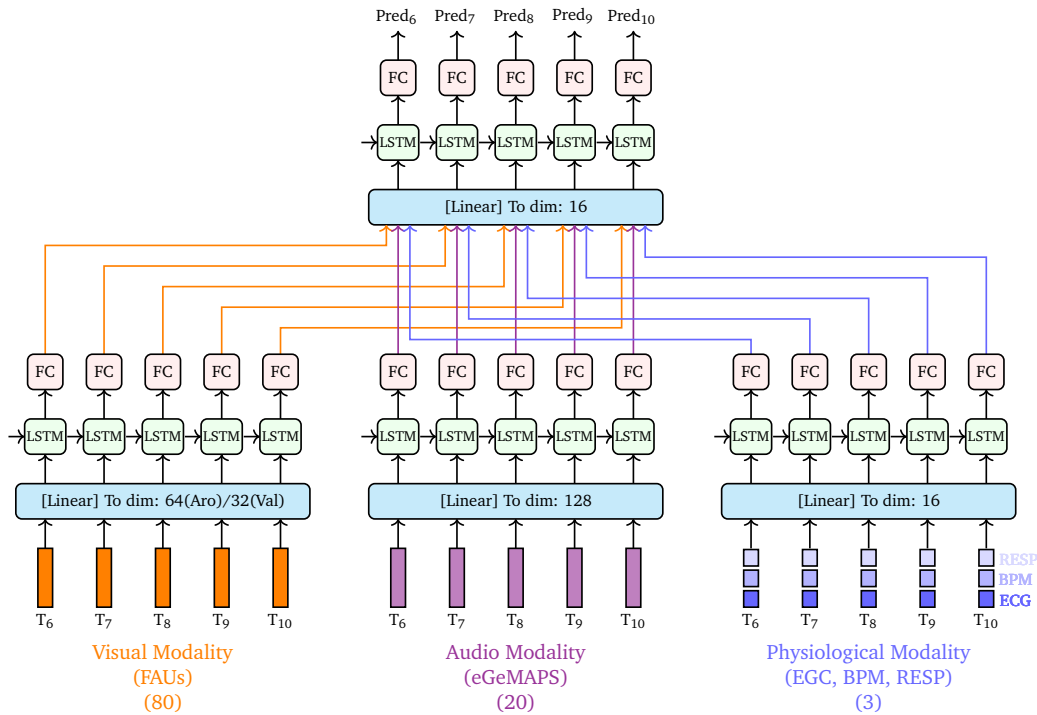 Pred6 Pred7 Pred8 Pred9 Pred10
FC FC FC FC FC
LSTM LSTM LSTM LSTM LSTM
[Linear] To dim: 16
FC FC FC FC FC FC FC FC FC FC FC FC FC FC FC
LSTM LSTM LSTM LSTM LSTM LSTM LSTM LSTM LSTM LSTM LSTM LSTM LSTM LSTM LSTM
[Linear] To dim: 64(Aro)/32(Val) [Linear] To dim: 128 [Linear] To dim: 16
RESP
BPM
ECG
T6 T7 T8 T9 T10 T6 T7 T8 T9 T10 T6 T7 T8 T9 T10
Visual Modality Audio Modality Physiological Modality
(FAUs) (eGeMAPS) (EGC, BPM, RESP)
(80) (20) (3)